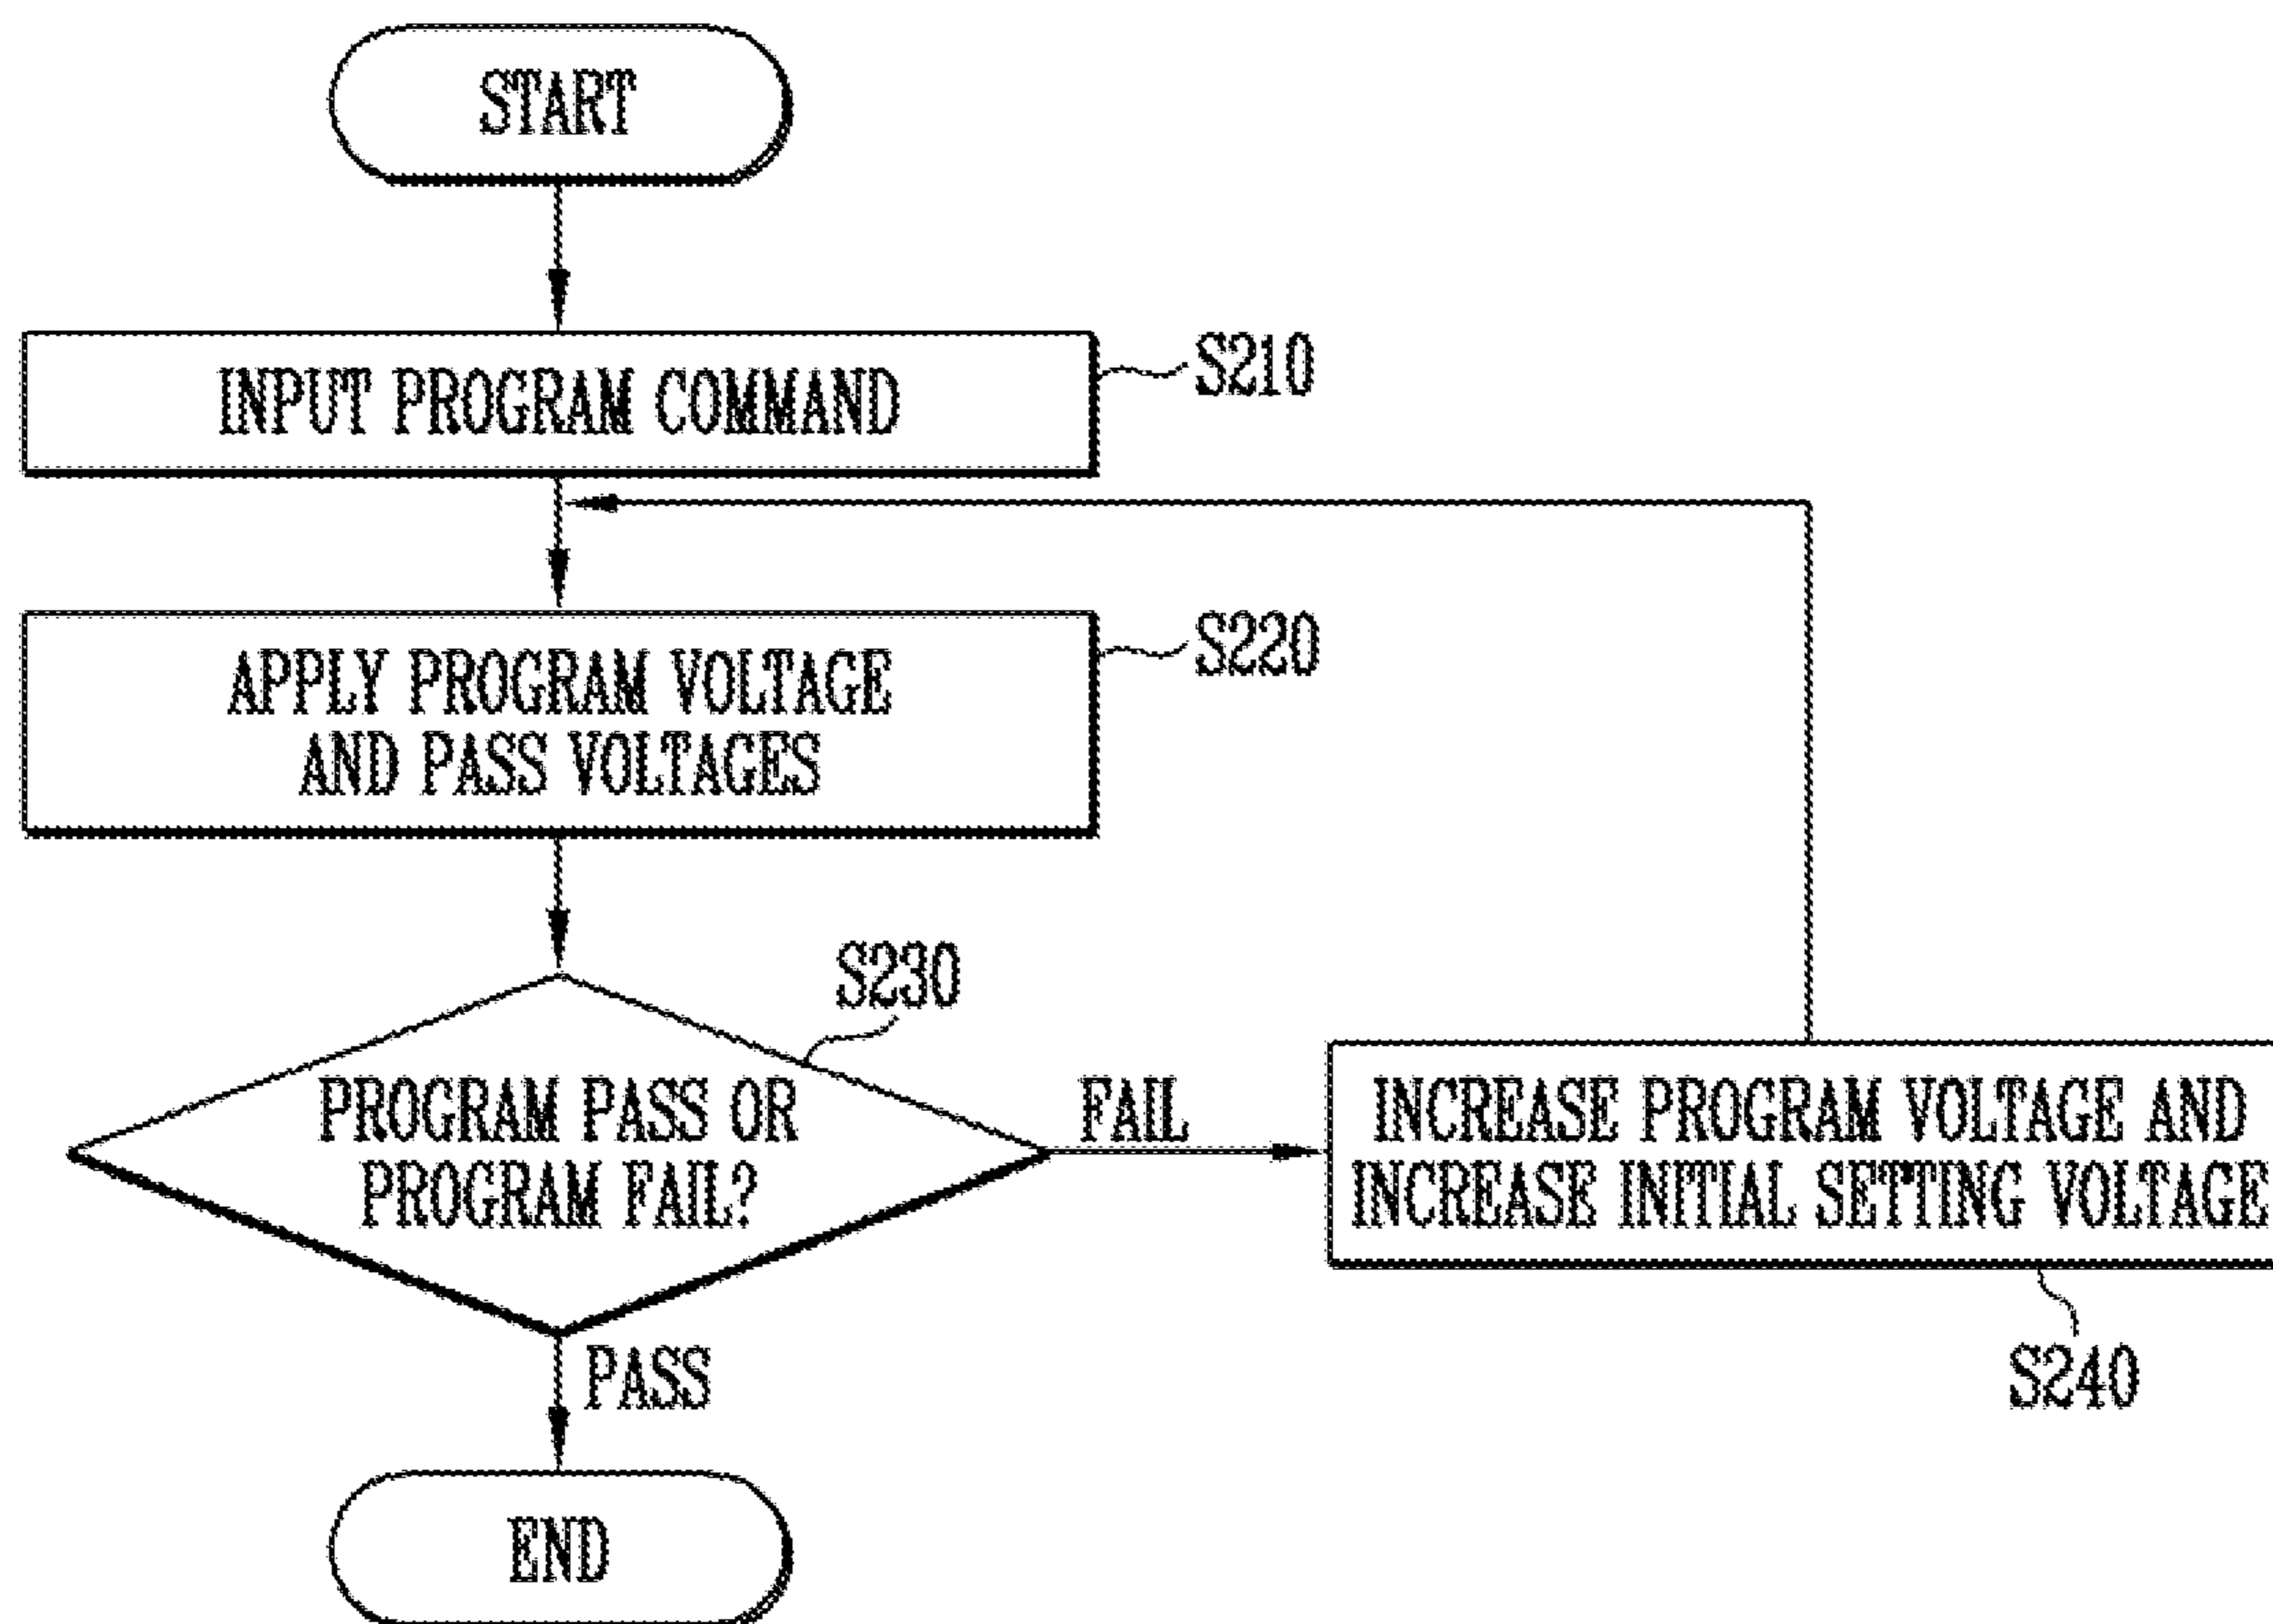 START
INPUT PROGRAM COMMAND
S210
APPLY PROGRAM VOLTAGE
AND PASS VOLTAGES
S220
S230
PROGRAM PASS OR
PROGRAM FAIL?
FAIL
INCREASE PROGRAM VOLTAGE AND
INCREASE INITIAL SETTING VOLTAGE
S240
PASS
END